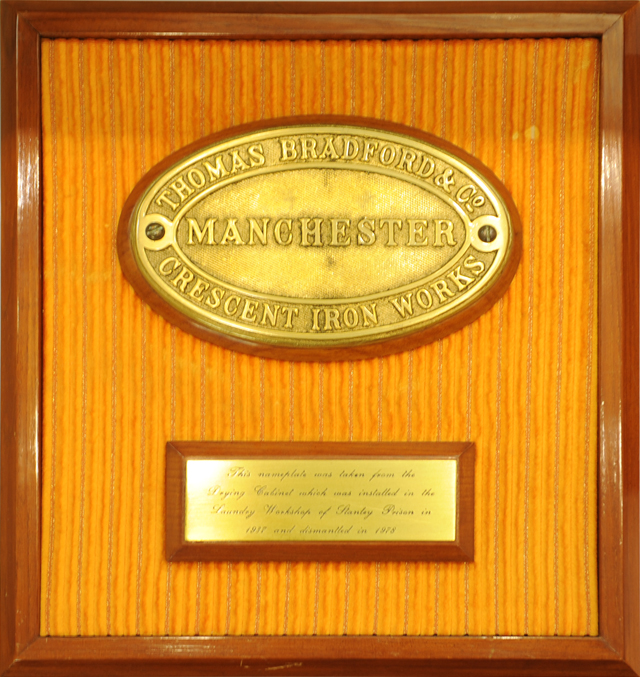 THOMAS BRADFORD & Co
MANCHESTER
CRESCENT IRON WORKS
This nameplate was taken from the
Drying Cabinet which was installed in the
Laundry Workshop of Stanley Prison in
1937 and dismantled in 1978